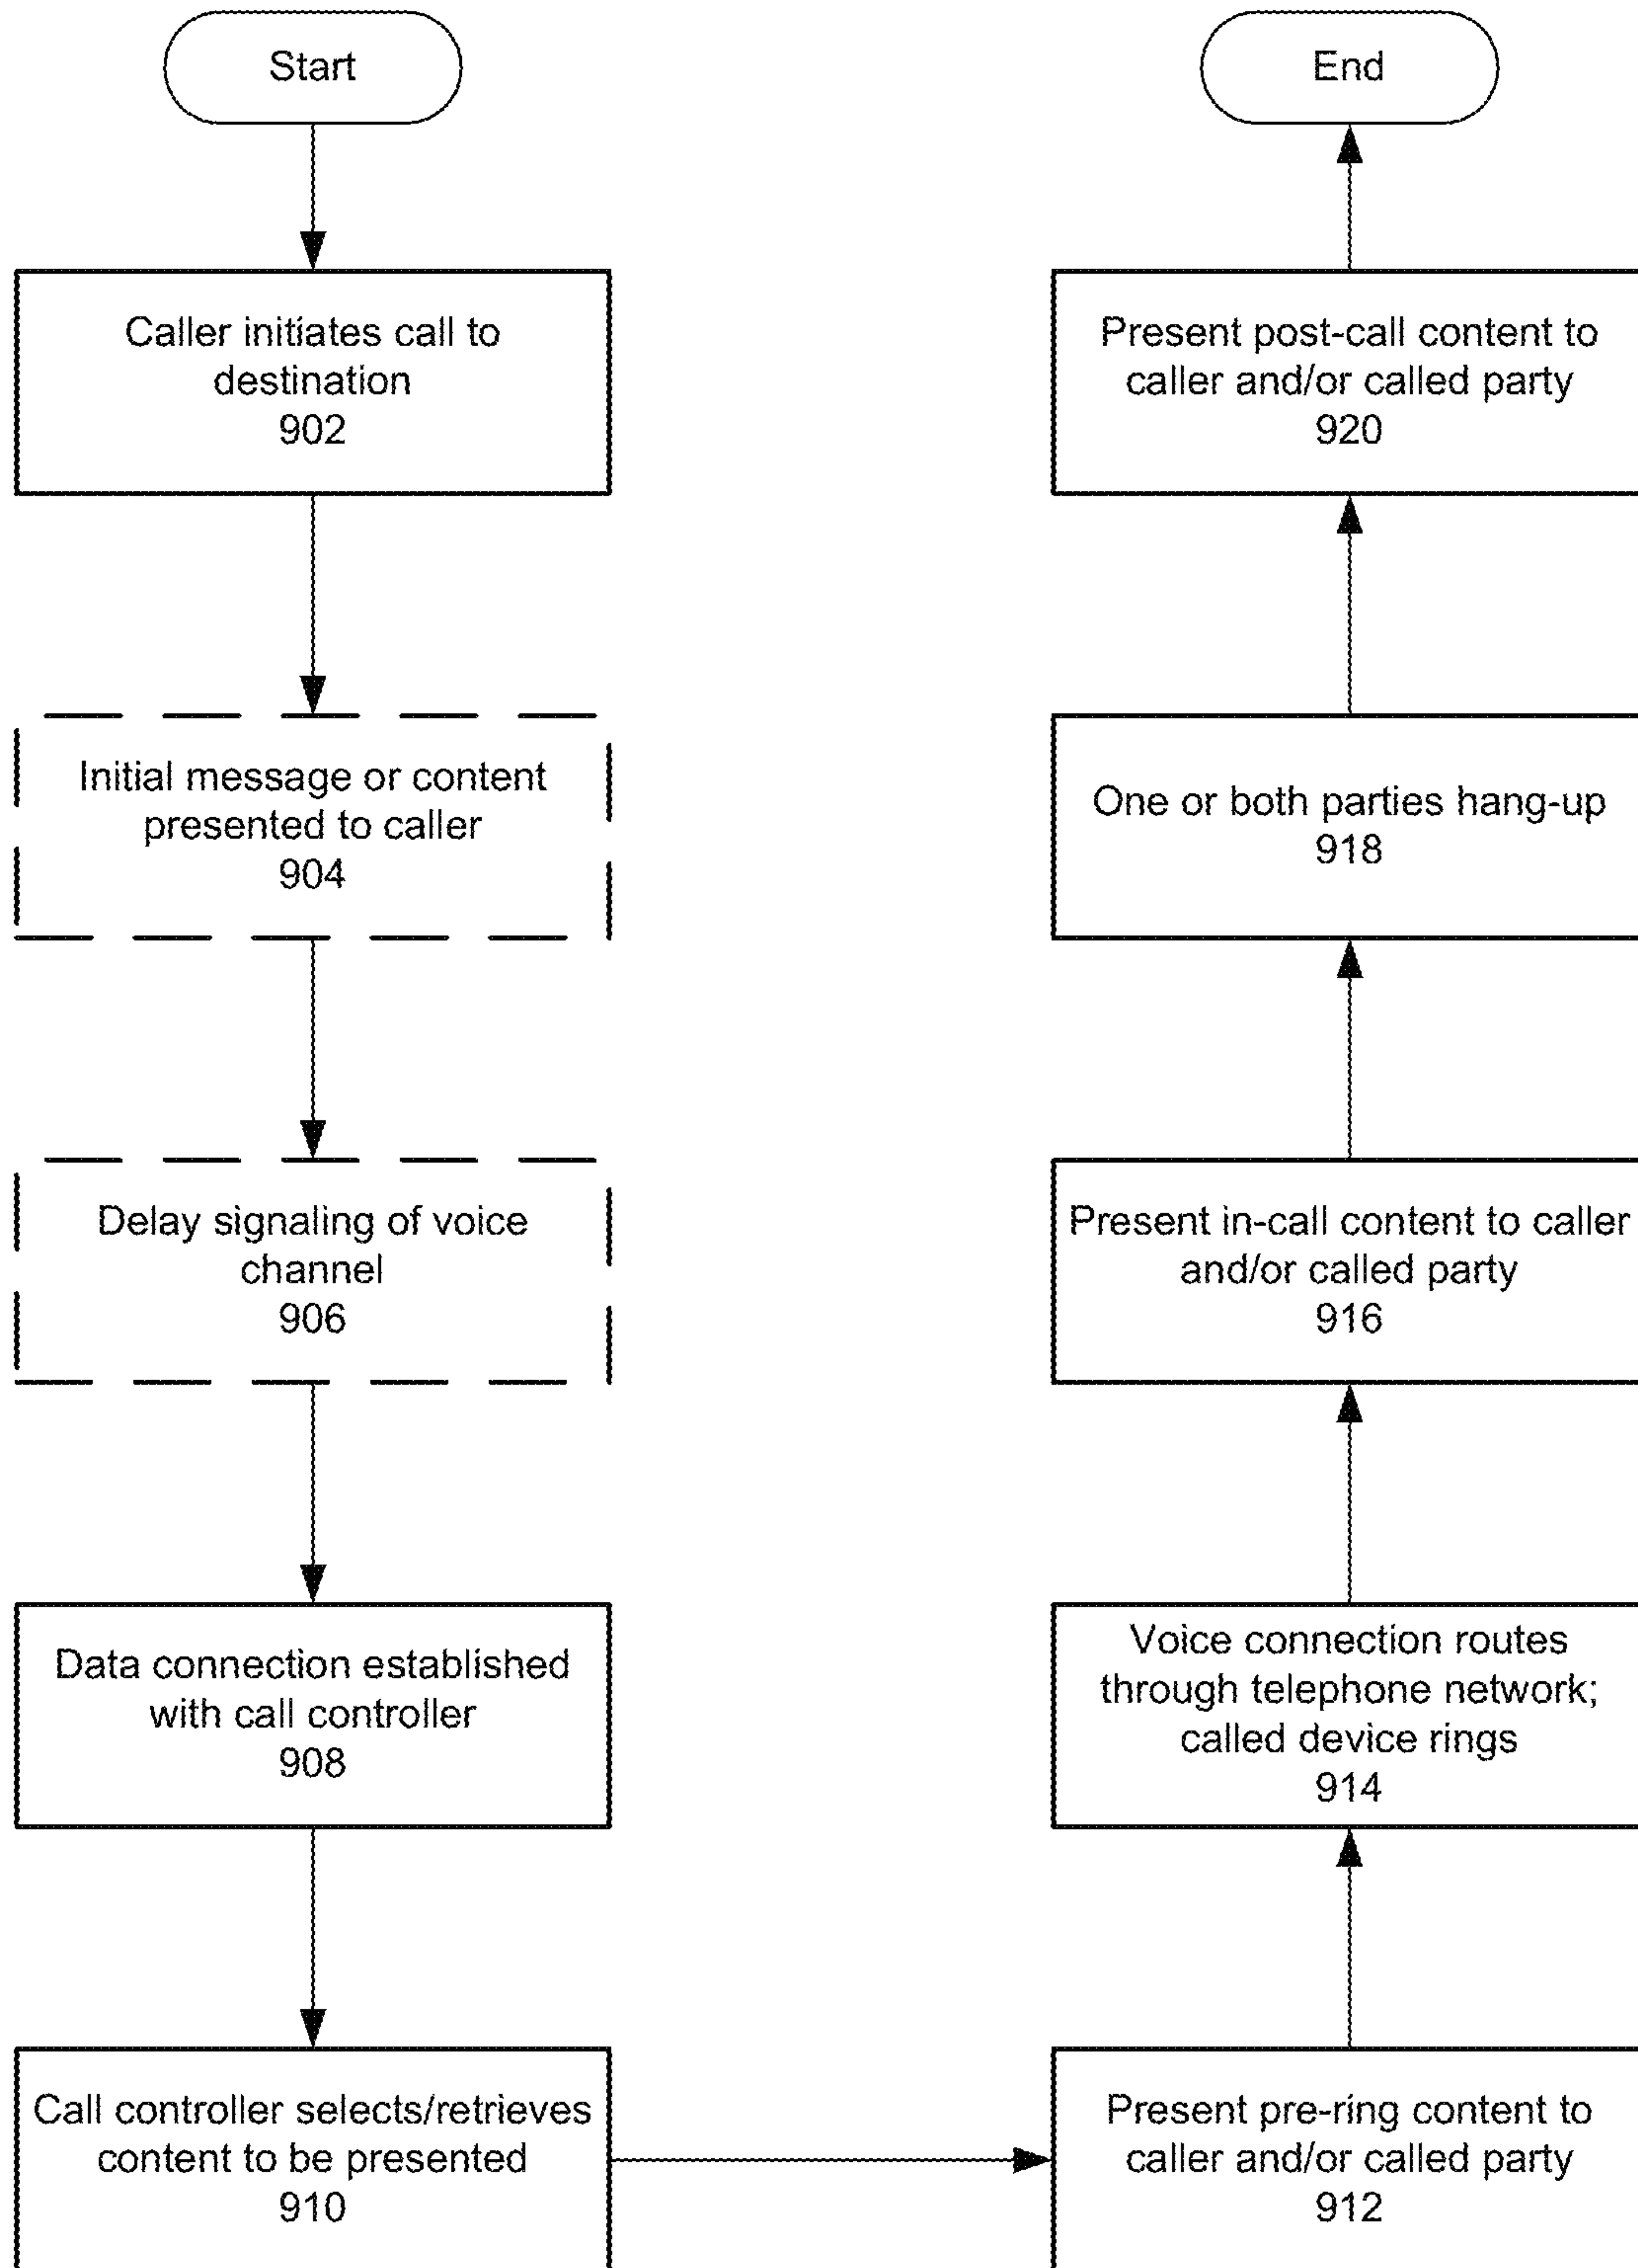 Start
Caller initiates call to
destination
902
Initial message or content
presented to caller
904
Delay signaling of voice
channel
906
Data connection established
with call controller
908
Call controller selects/retrieves
content to be presented
910
Present pre-ring content to
caller and/or called party
912
Voice connection routes
through telephone network;
called device rings
914
Present in-call content to caller
and/or called party
916
One or both parties hang-up
918
Present post-call content to
caller and/or called party
920
End